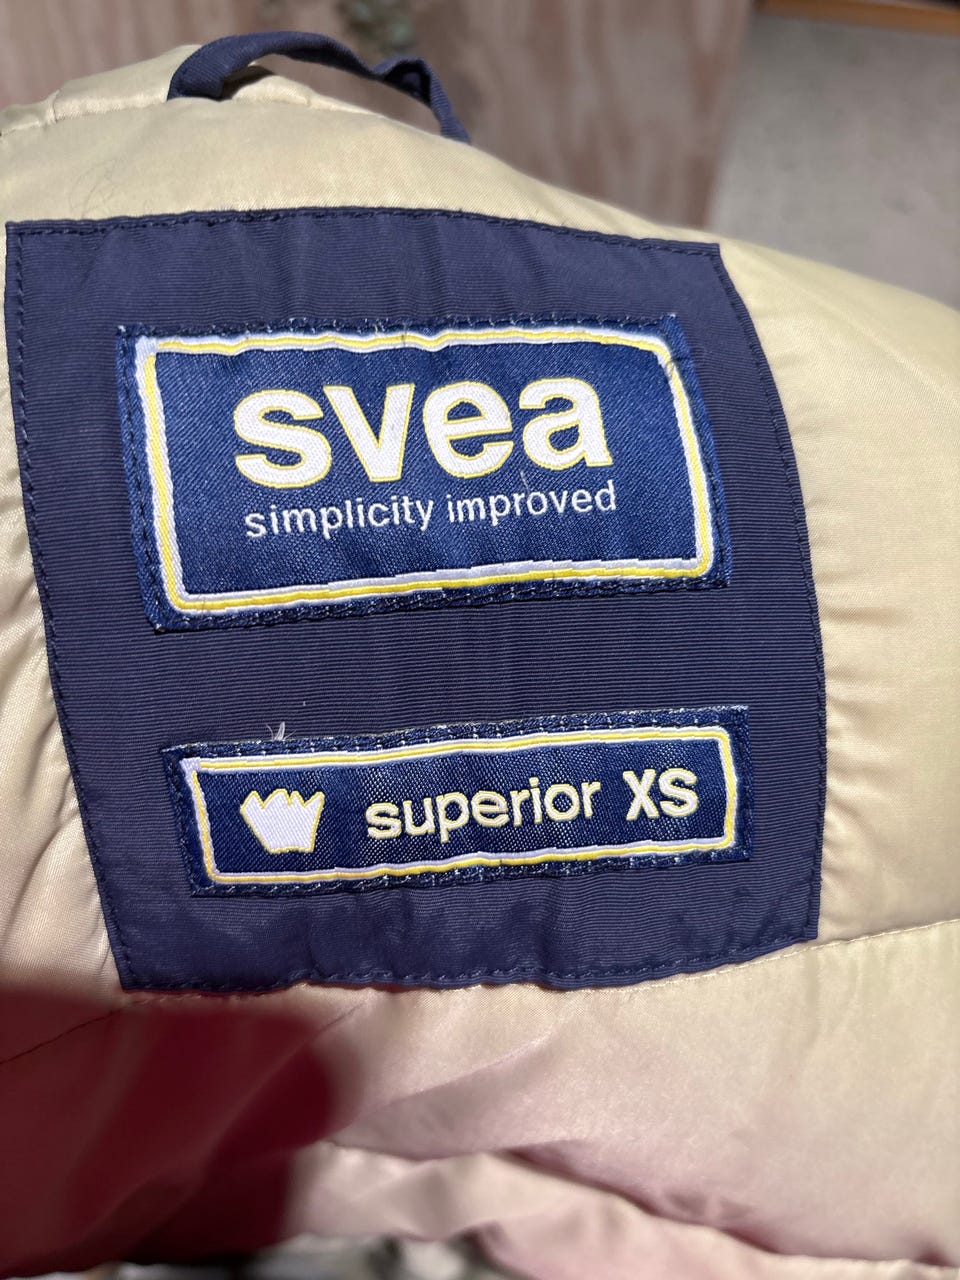 svea
simplicity improved
superior XS